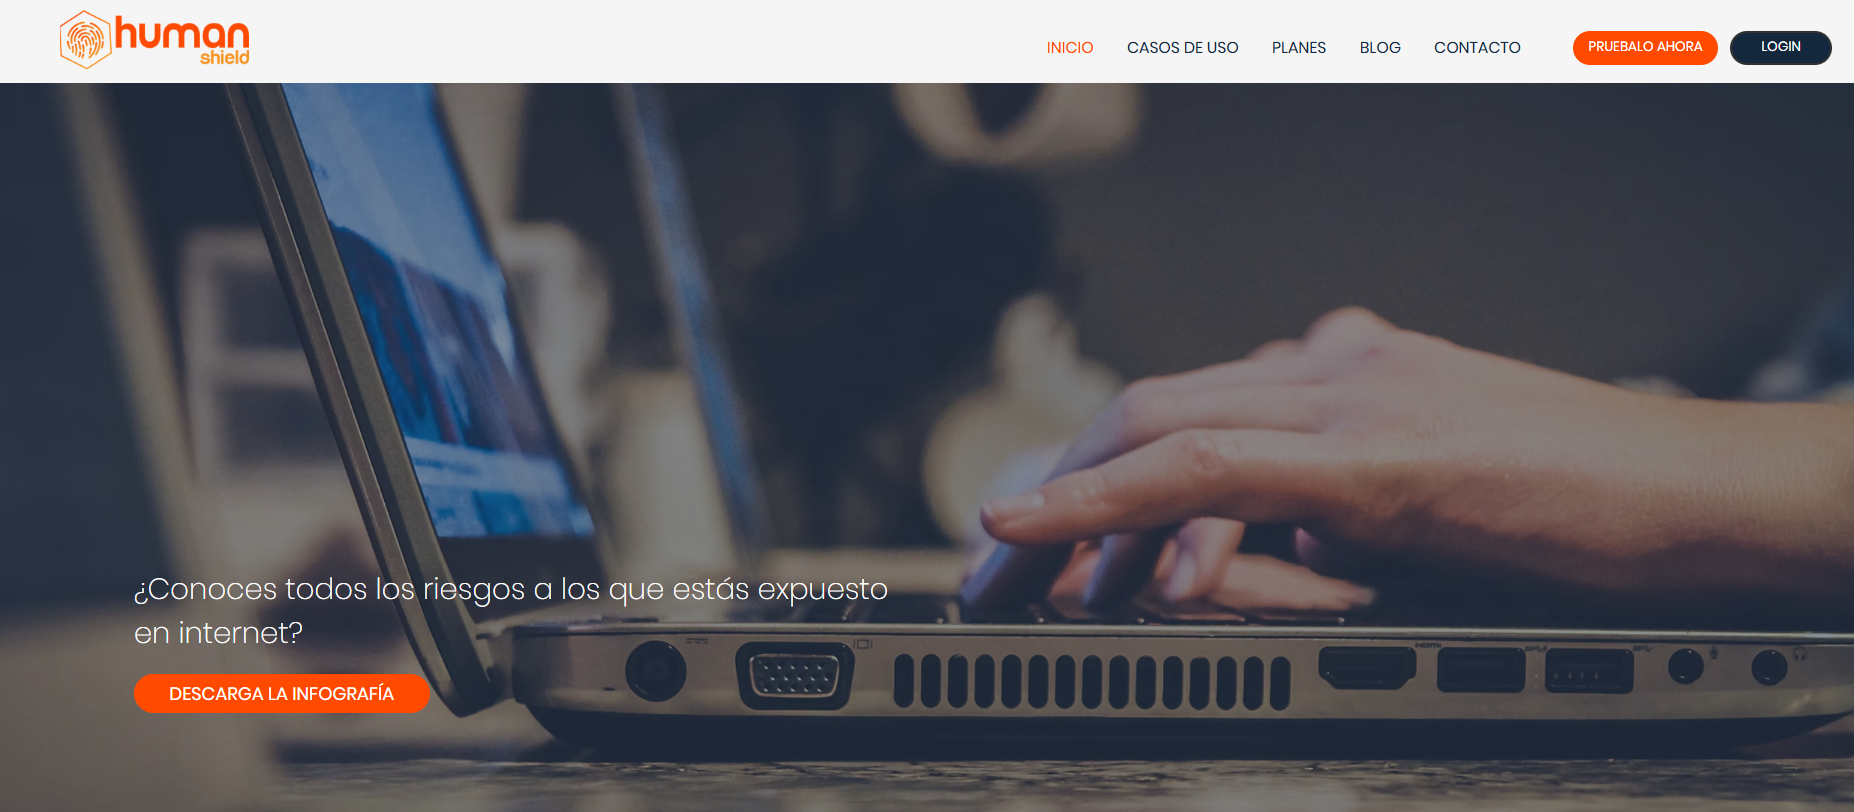 human
shield
INICIO
CASOS DE USO
PLANES
BLOG
CONTACTO
PRUEBALO AHORA
LOGIN
¿Conoces todos los riesgos a los que estás expuesto
en internet?
DESCARGA LA INFOGRAFÍA
HDMI